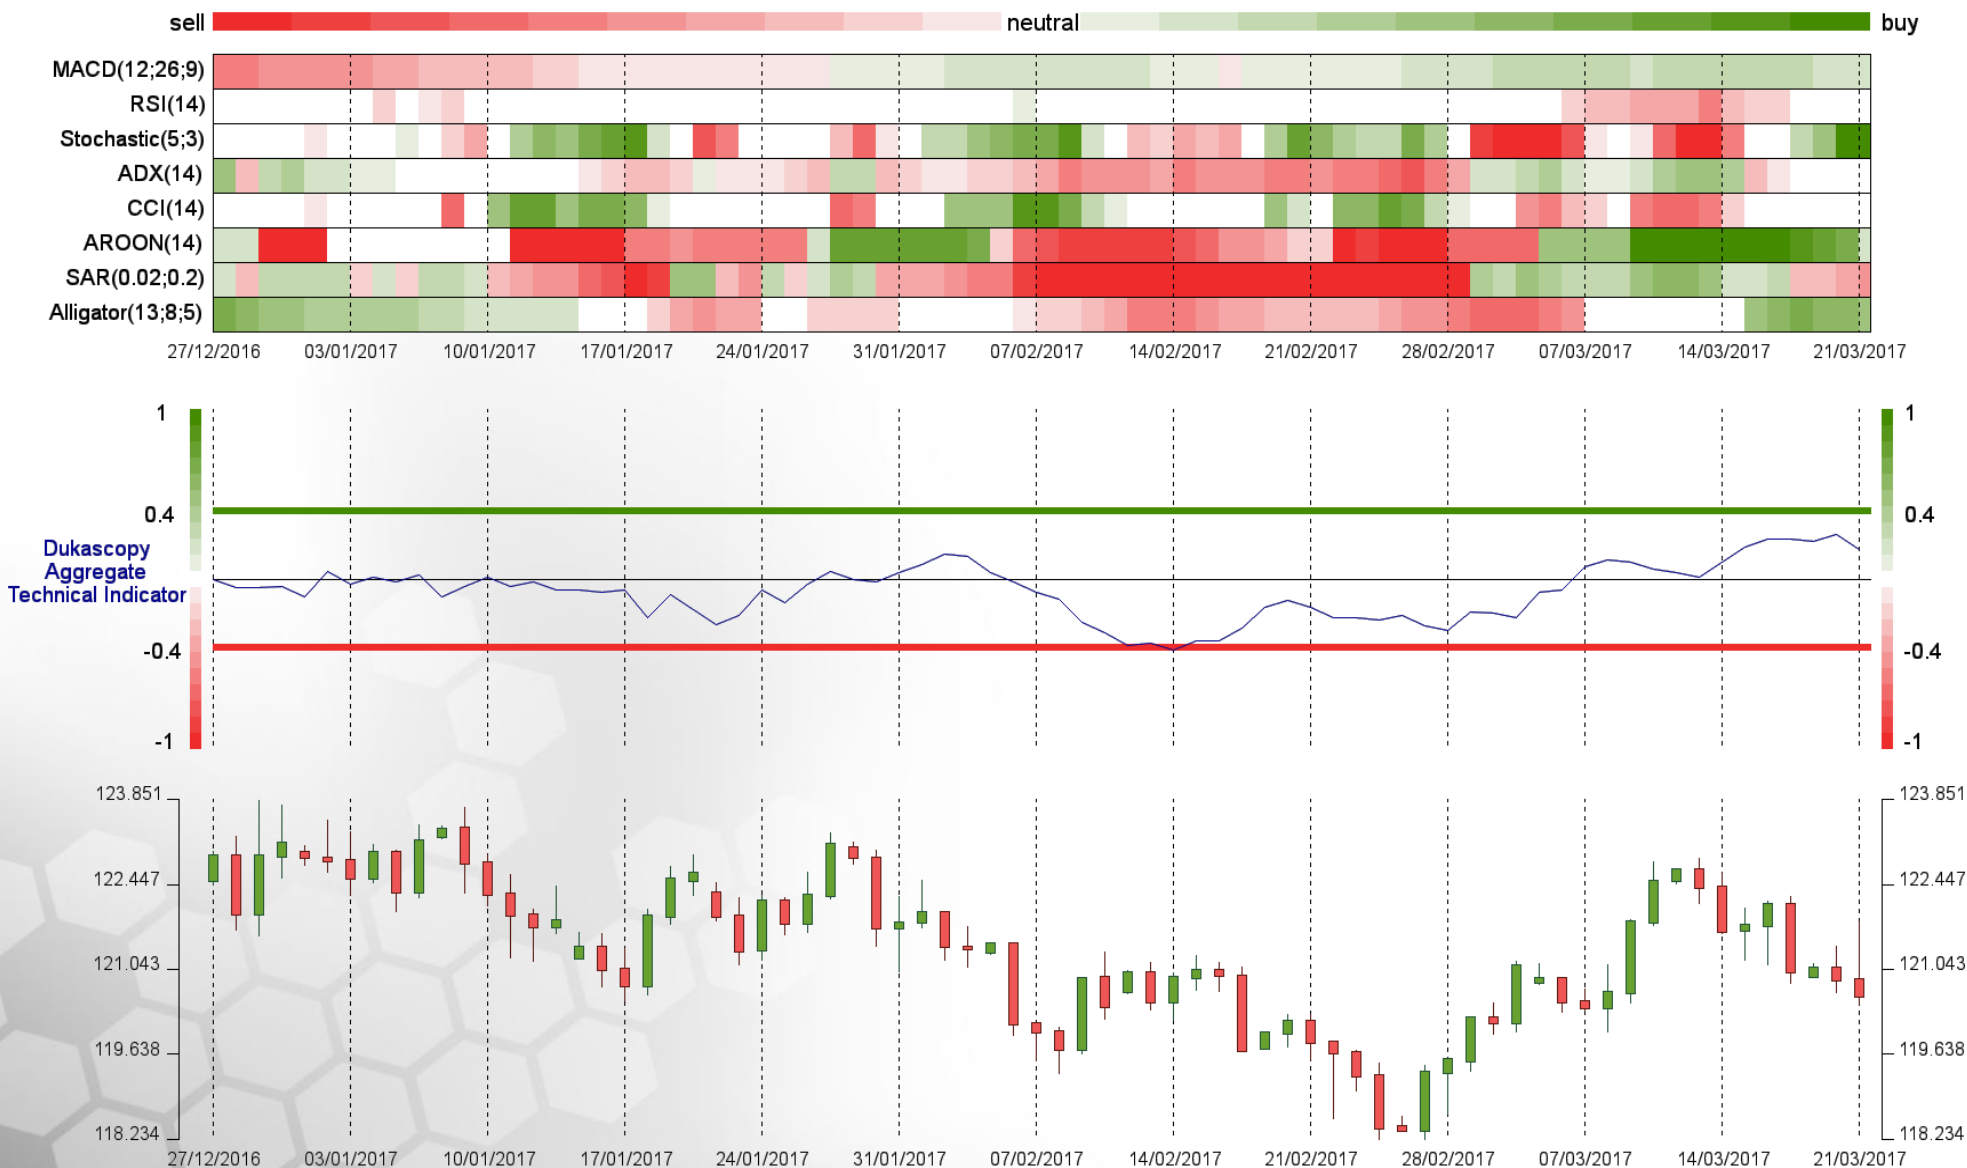 sell neutral buy
MACD(12;26;9)
RSI(14)
Stochastic(5;3)
ADX(14)
CCI(14)
AROON(14)
SAR(0.02;0.2)
Alligator(13;8;5)
27/12/2016 03/01/2017 10/01/2017 17/01/2017 24/01/2017 31/01/2017 07/02/2017 14/02/2017 21/02/2017 28/02/2017 07/03/2017 14/03/2017 21/03/2017
1 1
0.4 0.4
Dukascopy
Aggregate
Technical Indicator
-0.4 -0.4
-1 -1
123.851 123.851
122.447 122.447
121.043 121.043
119.638 119.638
118.234 118.234
27/12/2016 03/01/2017 10/01/2017 17/01/2017 24/01/2017 31/01/2017 07/02/2017 14/02/2017 21/02/2017 28/02/2017 07/03/2017 14/03/2017 21/03/2017